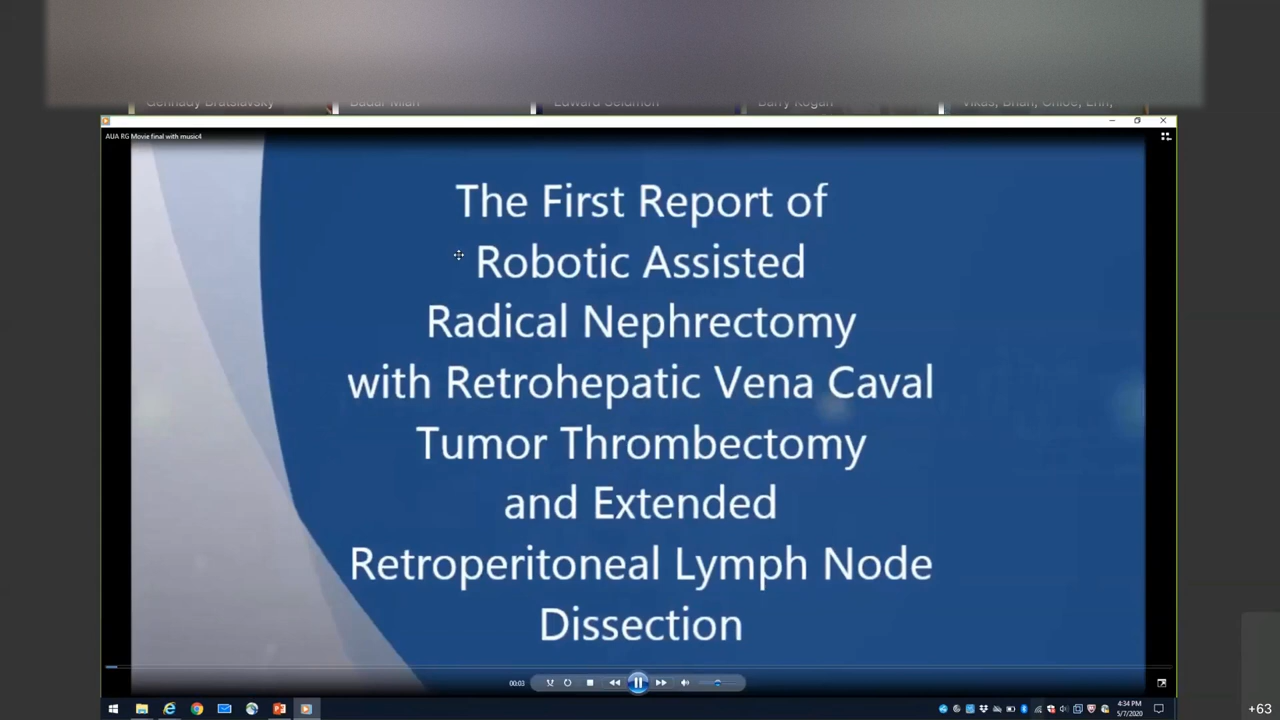 AUA RG Movie final with music4
The First Report of
Robotic Assisted
Radical Nephrectomy
with Retrohepatic Vena Caval
Tumor Thrombectomy
and Extended
Retroperitoneal Lymph Node
Dissection
00:03
4:34 PM
5/7/2020
+63